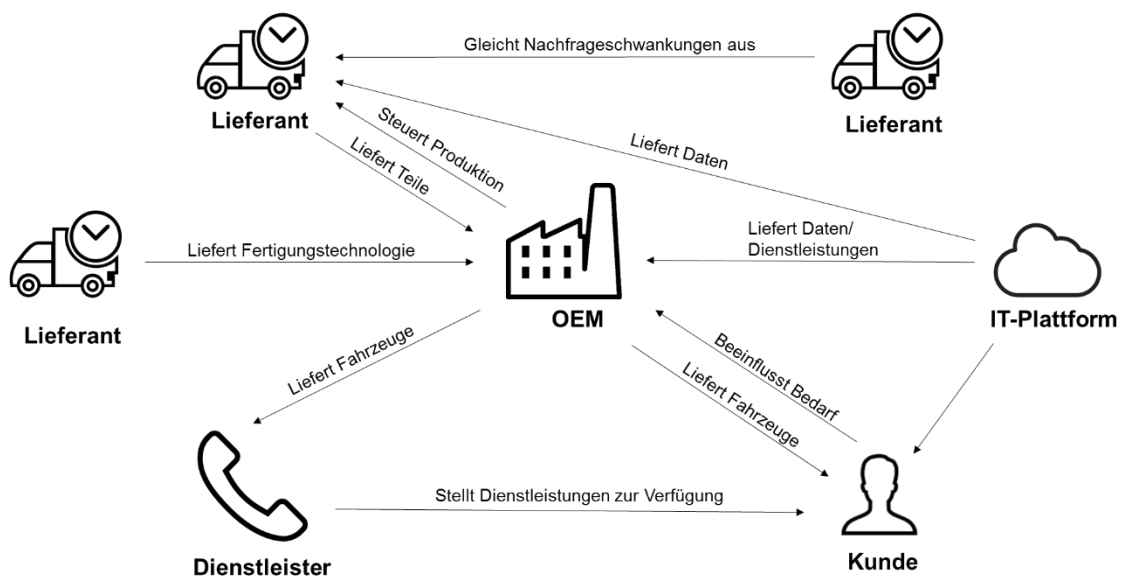 Gleicht Nachfrageschwankungen aus
Lieferant
Lieferant
Steuert Produktion
Liefert Teile
Liefert Daten
Liefert Fertigungstechnologie
Liefert Daten/
Dienstleistungen
Lieferant
OEM
IT-Plattform
Liefert Fahrzeuge
Beeinflusst Bedarf
Liefert Fahrzeuge
Stellt Dienstleistungen zur Verfügung
Dienstleister
Kunde